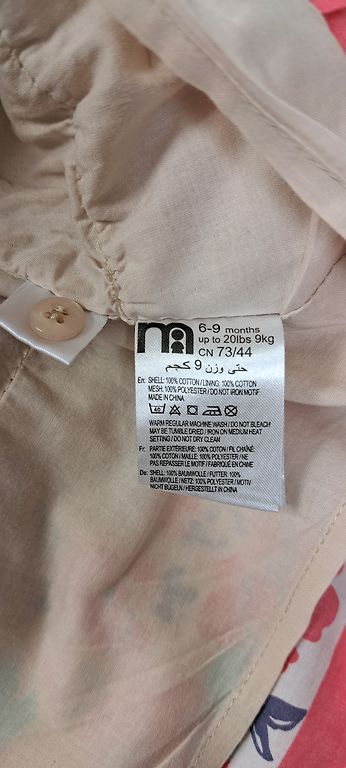 6-9 months
up to 20lbs 9kg
CN 73/44
حتى وزن 9 كجم
En: SHELL: 100% COTTON / LINING: 100% COTTON
MESH: 100% POLYESTER / DO NOT IRON MOTIF
MADE IN CHINA
WARM REGULAR MACHINE WASH / DO NOT BLEACH
MAY BE TUMBLE DRIED / IRON ON MEDIUM HEAT
SETTING / DO NOT DRY CLEAN
Fr: PARTIE EXTÉRIEURE: 100% COTON / FIL CHAÎNE:
100% COTON / MAILLE: 100% POLYESTER / NE
PAS REPASSER LE MOTIF / FABRIQUÉ EN CHINE
De: SHELL: 100% BAUMWOLLE / FUTTER: 100%
BAUMWOLLE / NETZ: 100% POLYESTER / MOTIV
NICHT BÜGELN / HERGESTELLT IN CHINA